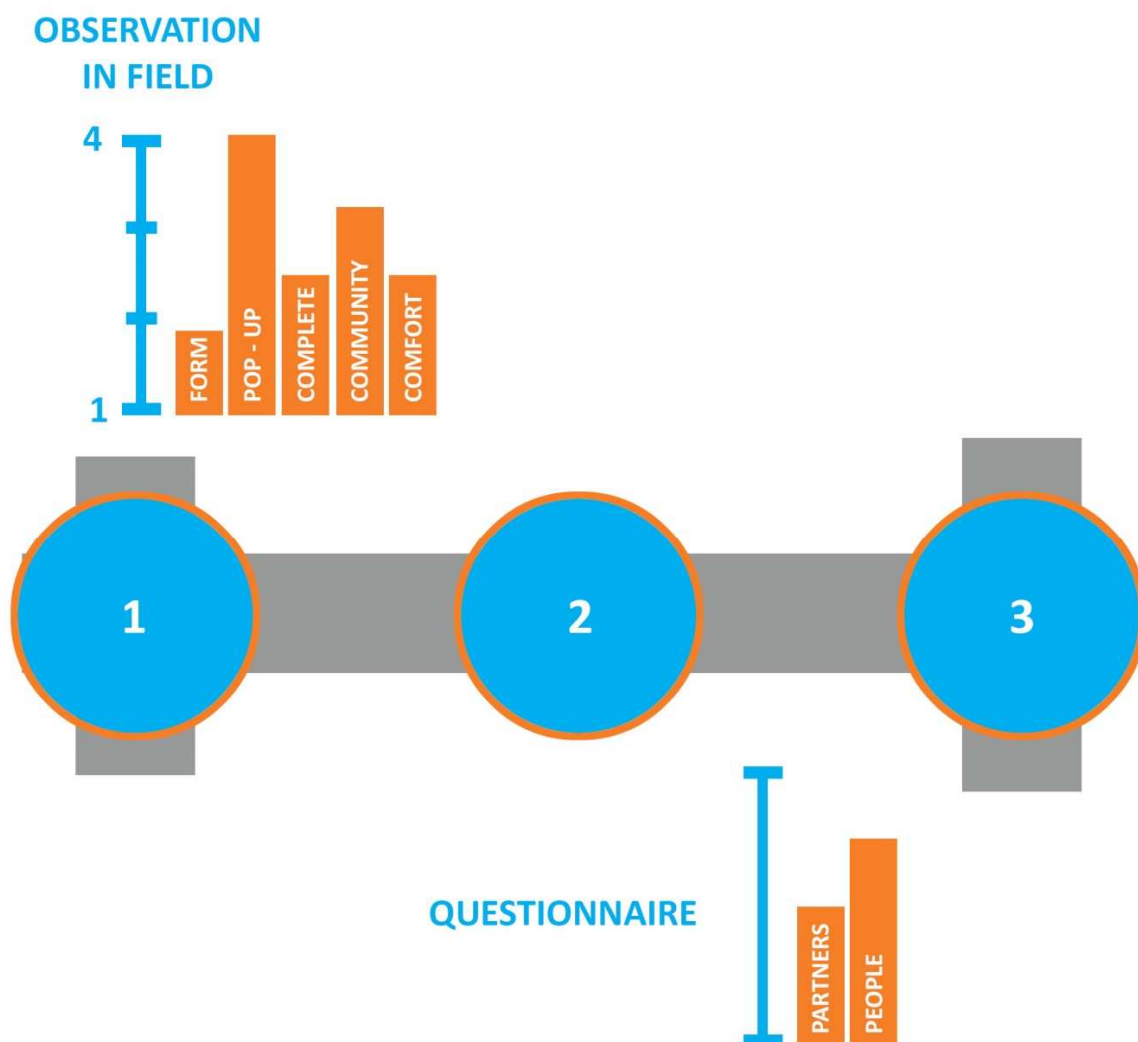 OBSERVATION
IN FIELD
4
1
FORM
POP - UP
COMPLETE
COMMUNITY
COMFORT
1
2
3
QUESTIONNAIRE
PARTNERS
PEOPLE